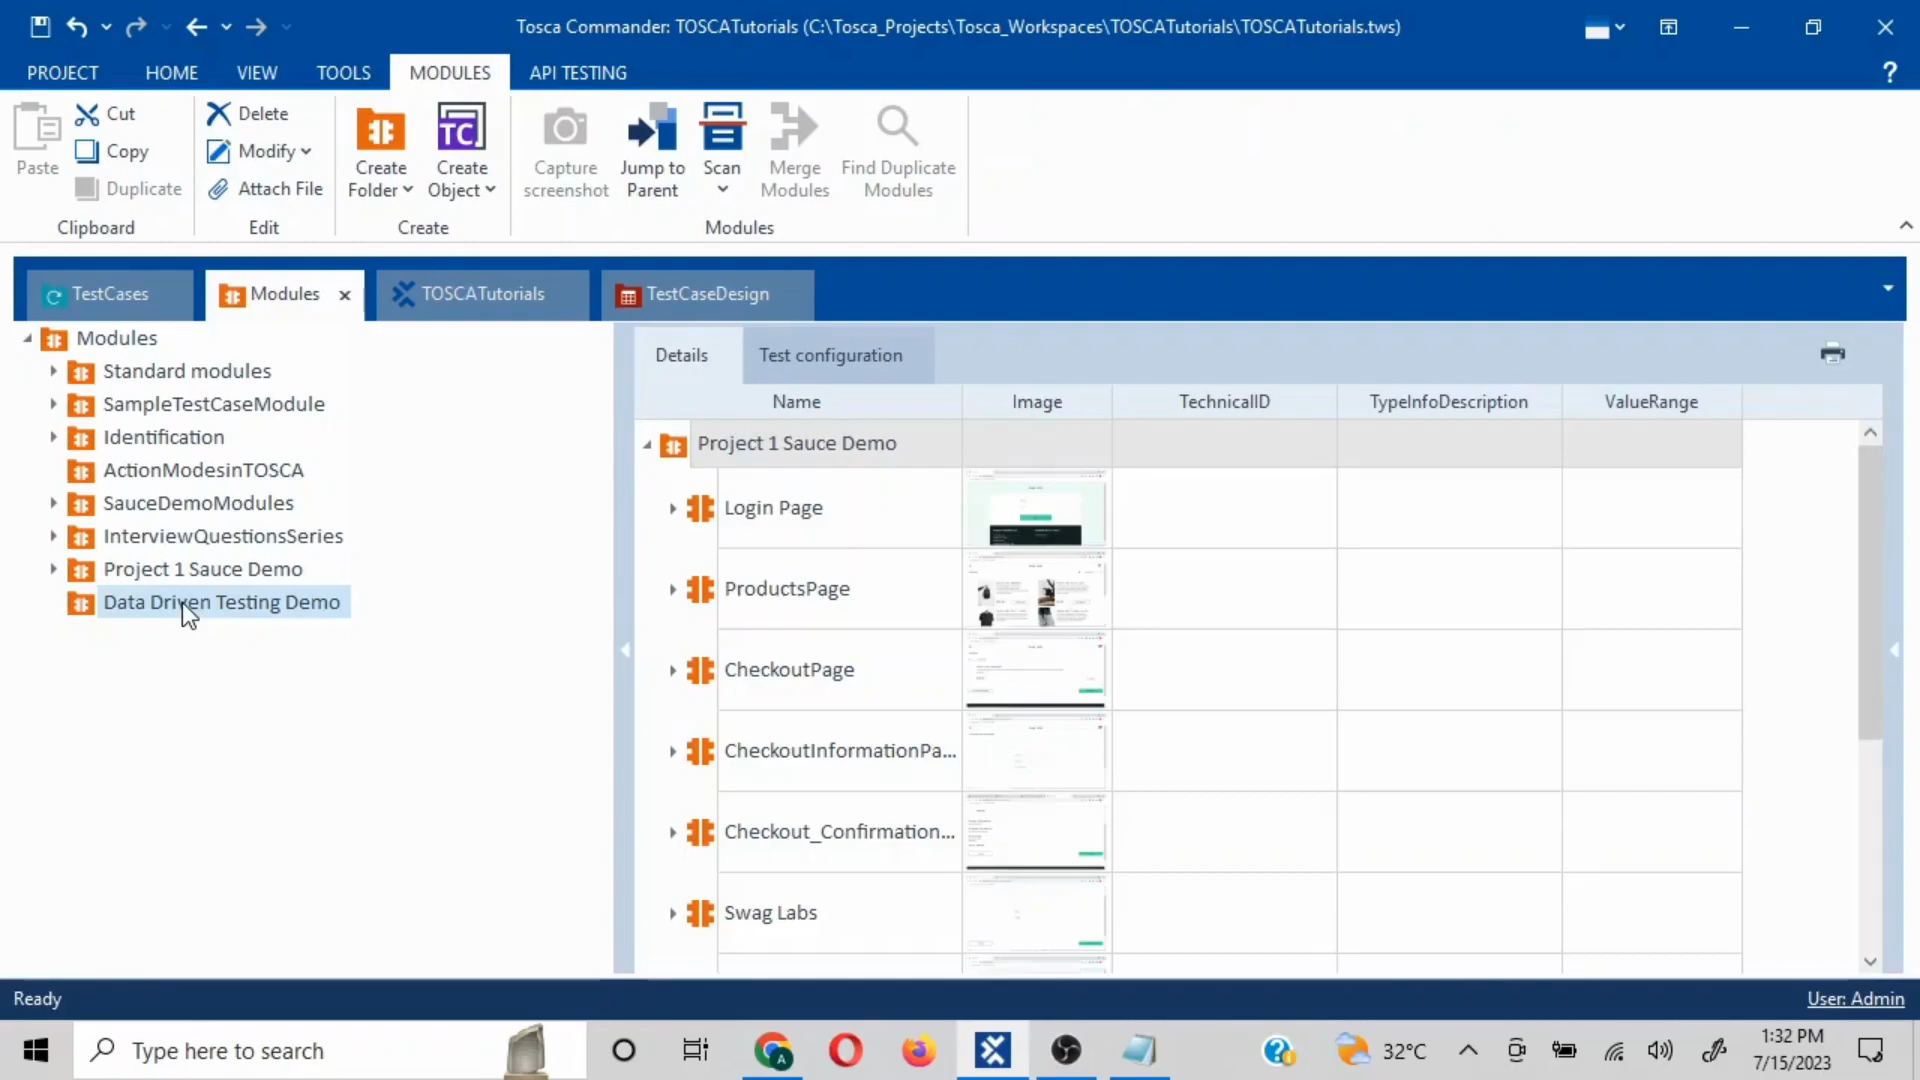 Tosca Commander: TOSCATutorials (C:\Tosca_Projects\Tosca_Workspaces\TOSCATutorials\TOSCATutorials.tws)
PROJECT HOME VIEW TOOLS MODULES API TESTING ?
Paste
Cut
Copy
Duplicate
Clipboard
Delete
Modify
Attach File
Edit
Create Folder
Create Object
Create
Capture screenshot
Jump to Parent
Scan
Merge Modules
Find Duplicate Modules
Modules
TestCases Modules x TOSCATutorials TestCaseDesign
Modules
Standard modules
SampleTestCaseModule
Identification
ActionModesinTOSCA
SauceDemoModules
InterviewQuestionsSeries
Project 1 Sauce Demo
Data Driven Testing Demo
Details Test configuration
Name Image TechnicalID TypeInfoDescription ValueRange
Project 1 Sauce Demo
Login Page
ProductsPage
CheckoutPage
CheckoutInformationPa...
Checkout_Confirmation...
Swag Labs
Ready
User: Admin
Type here to search
32°C
1:32 PM
7/15/2023